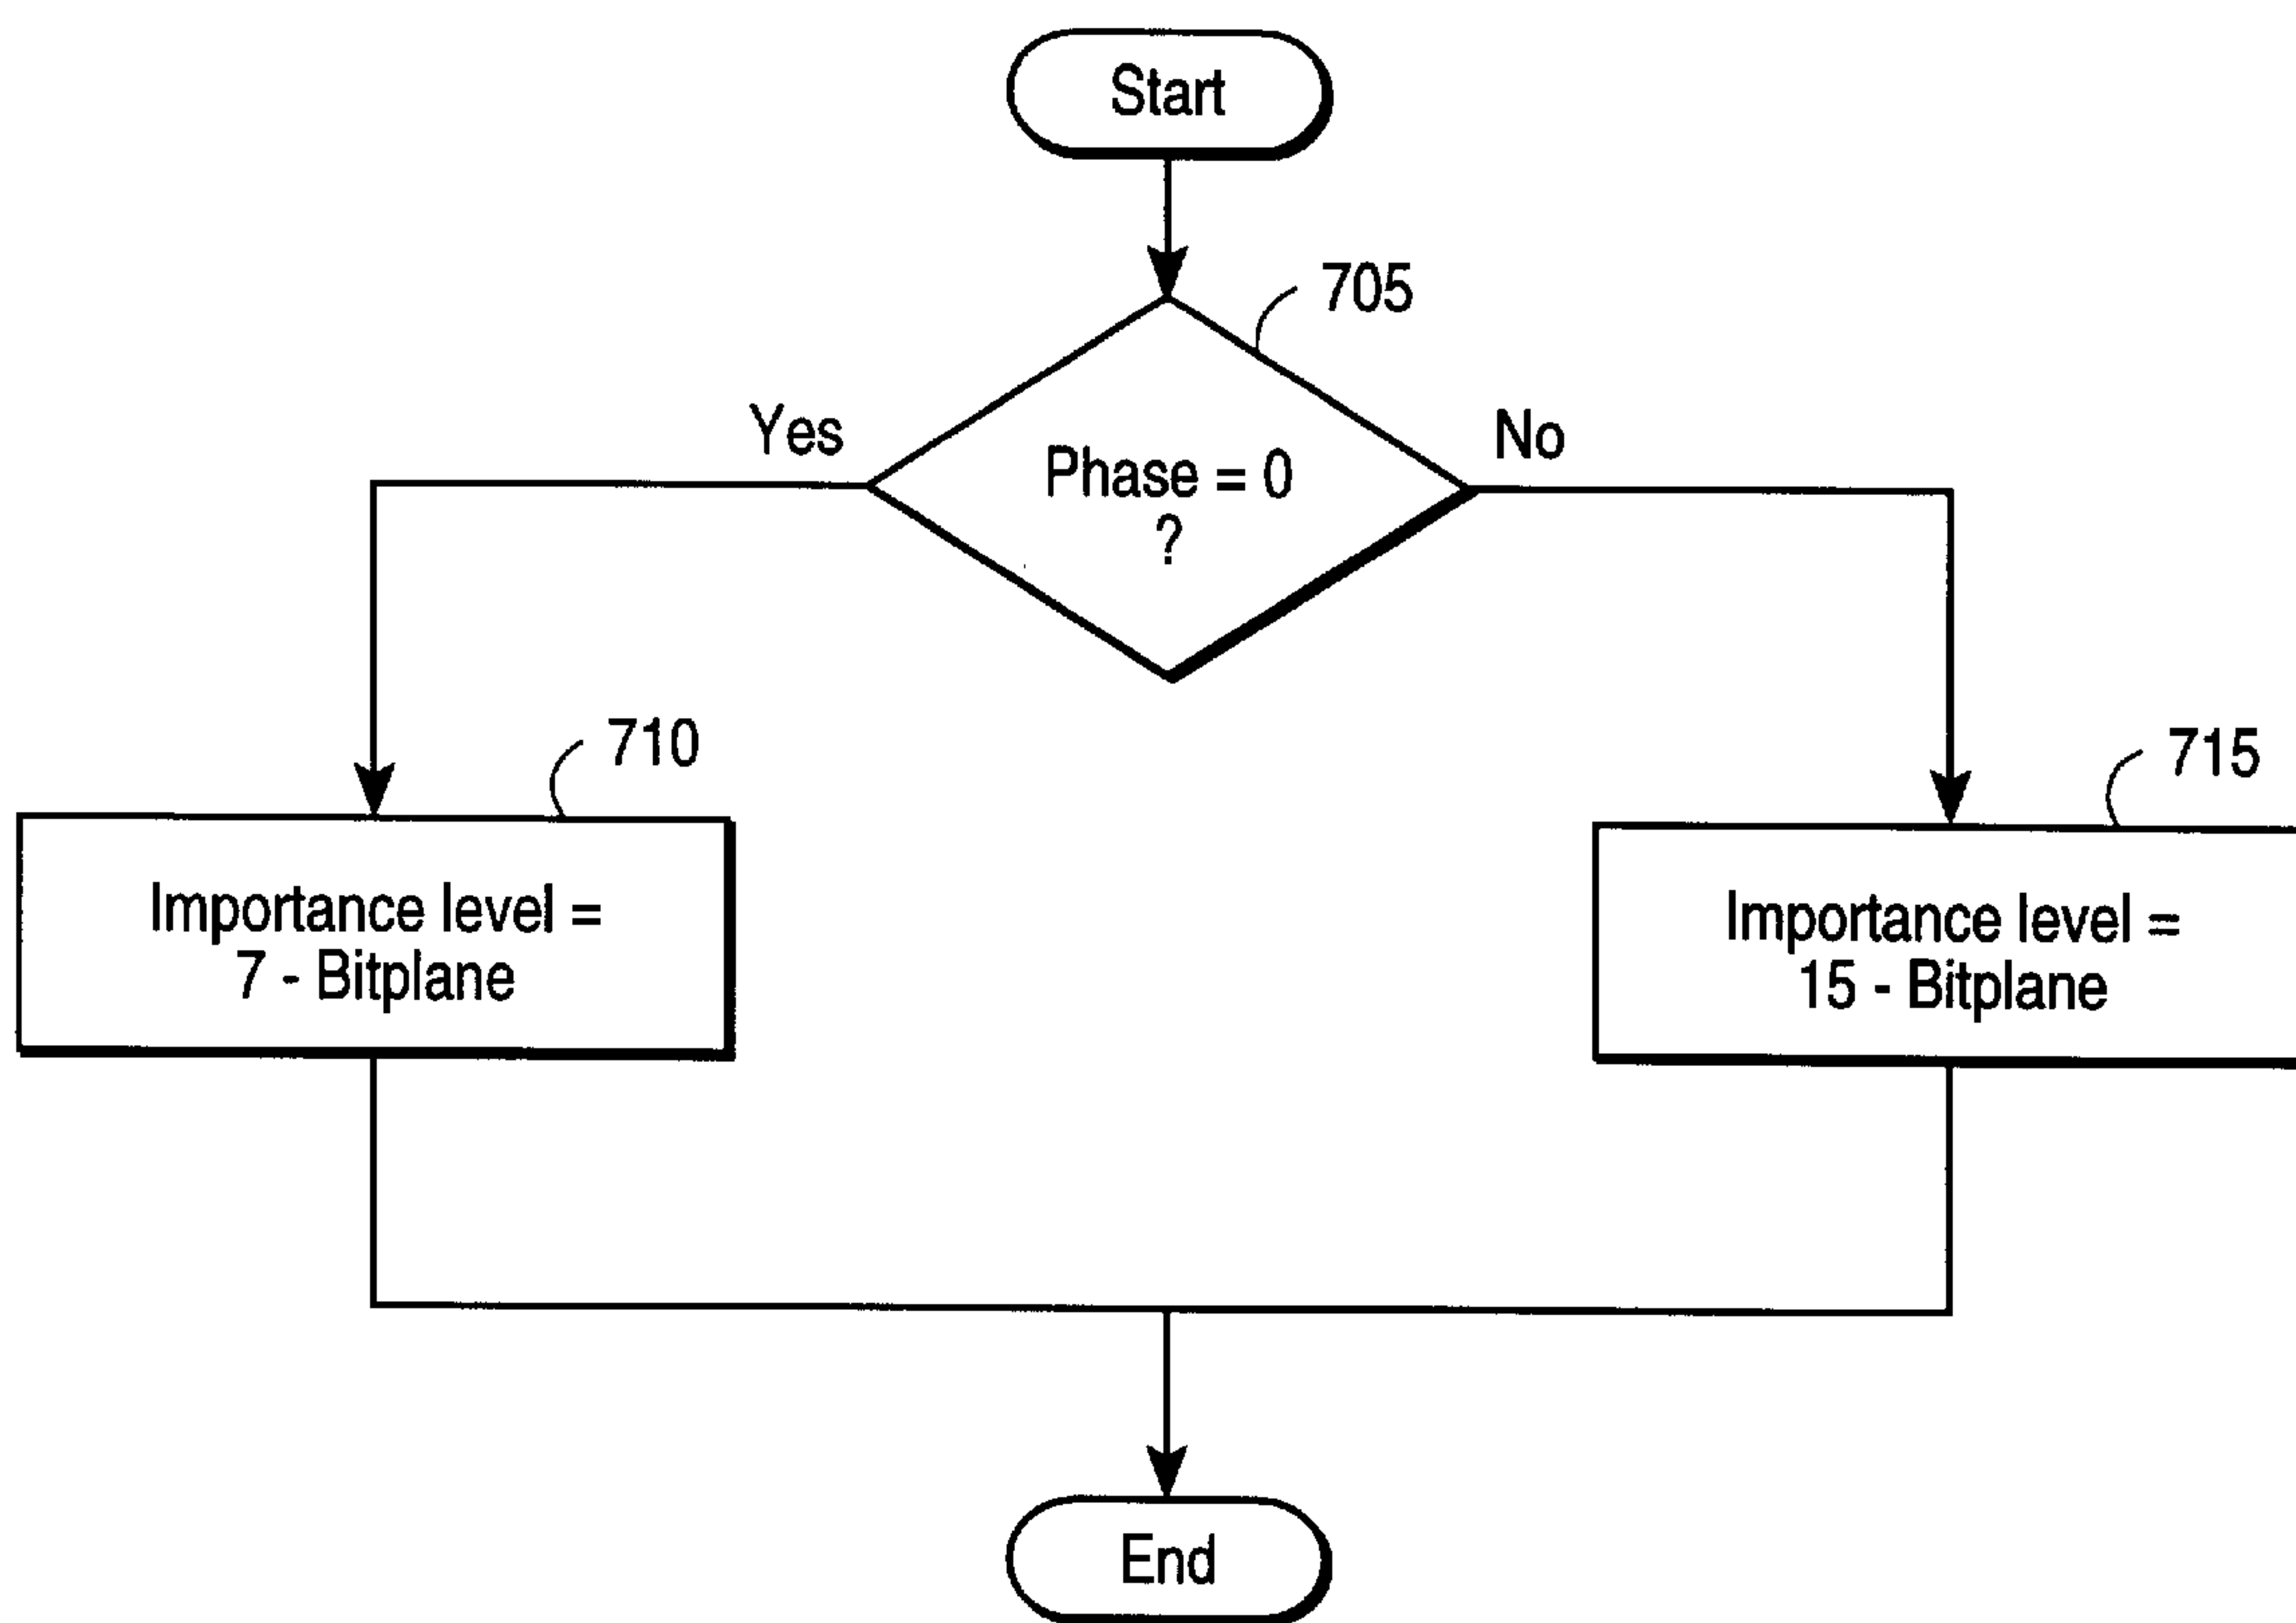 Start
705
Yes
No
Phase = 0
?
710
715
Importance level =
7 - Bitplane
Importance level =
15 - Bitplane
End